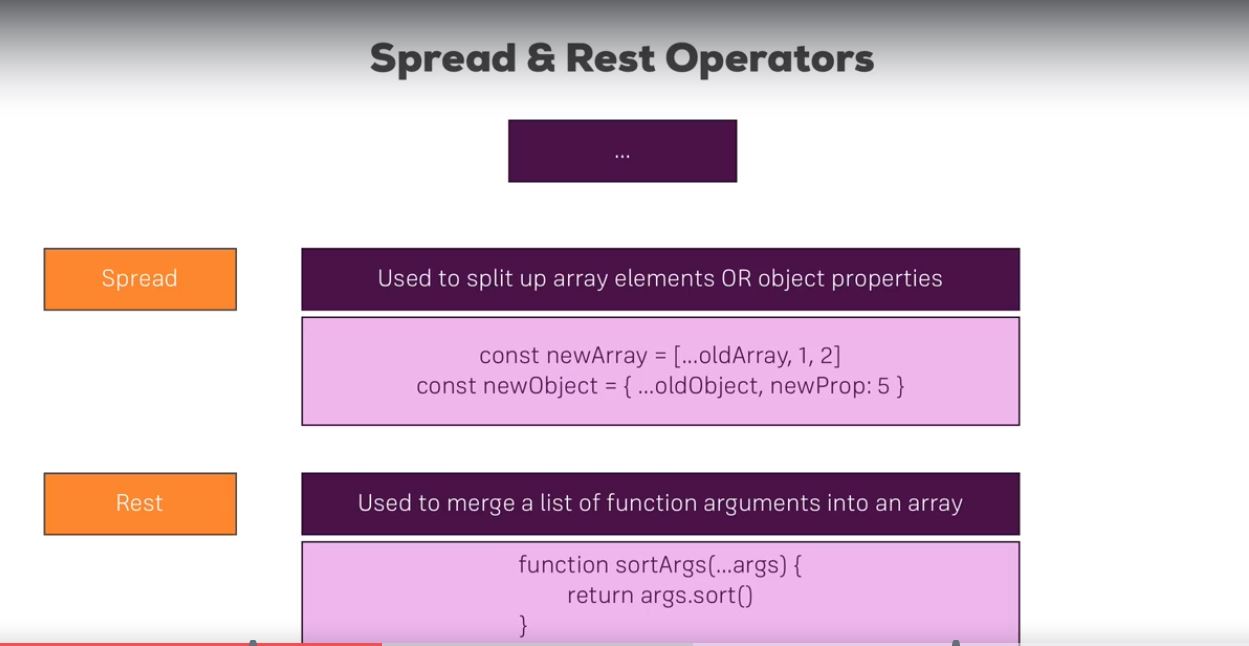 Spread & Rest Operators
...
Spread
Used to split up array elements OR object properties
const newArray = [...oldArray, 1, 2]
const newObject = { ...oldObject, newProp: 5 }
Rest
Used to merge a list of function arguments into an array
function sortArgs(...args) {
return args.sort()
}